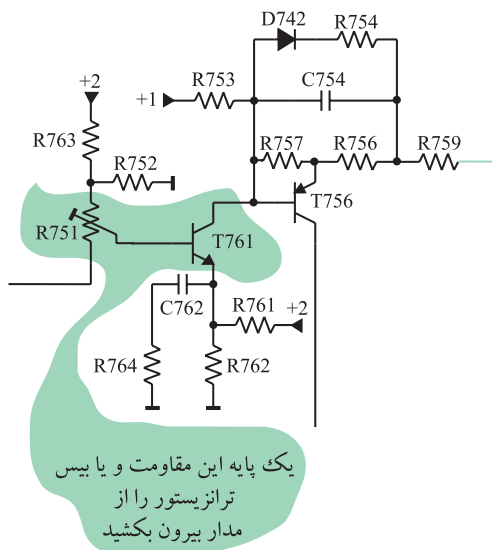 D742
R754
+2
+1
R753
C754
R763
R752
R757
R756
R759
T756
R751
T761
C762
R761
+2
R764
R762
یک پایه این مقاومت و یا بیس
ترانزیستور را از
مدار بیرون بکشید